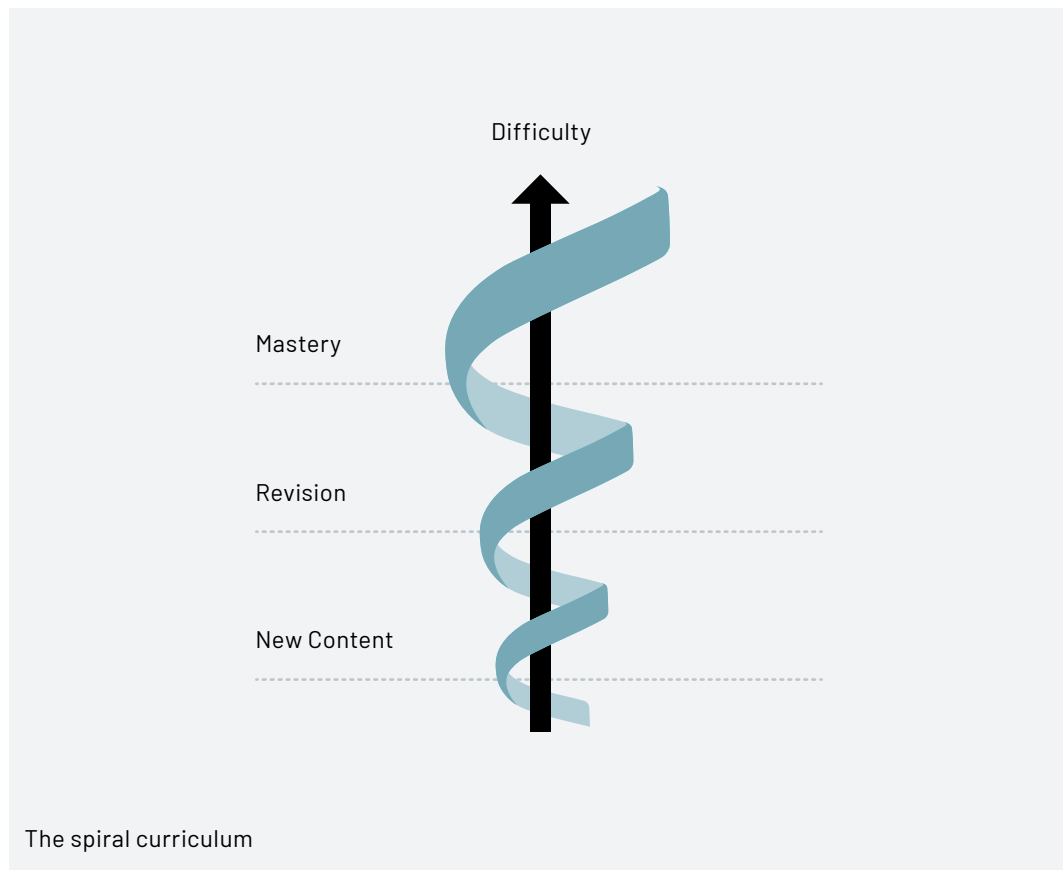 Difficulty
Mastery
Revision
New Content
The spiral curriculum